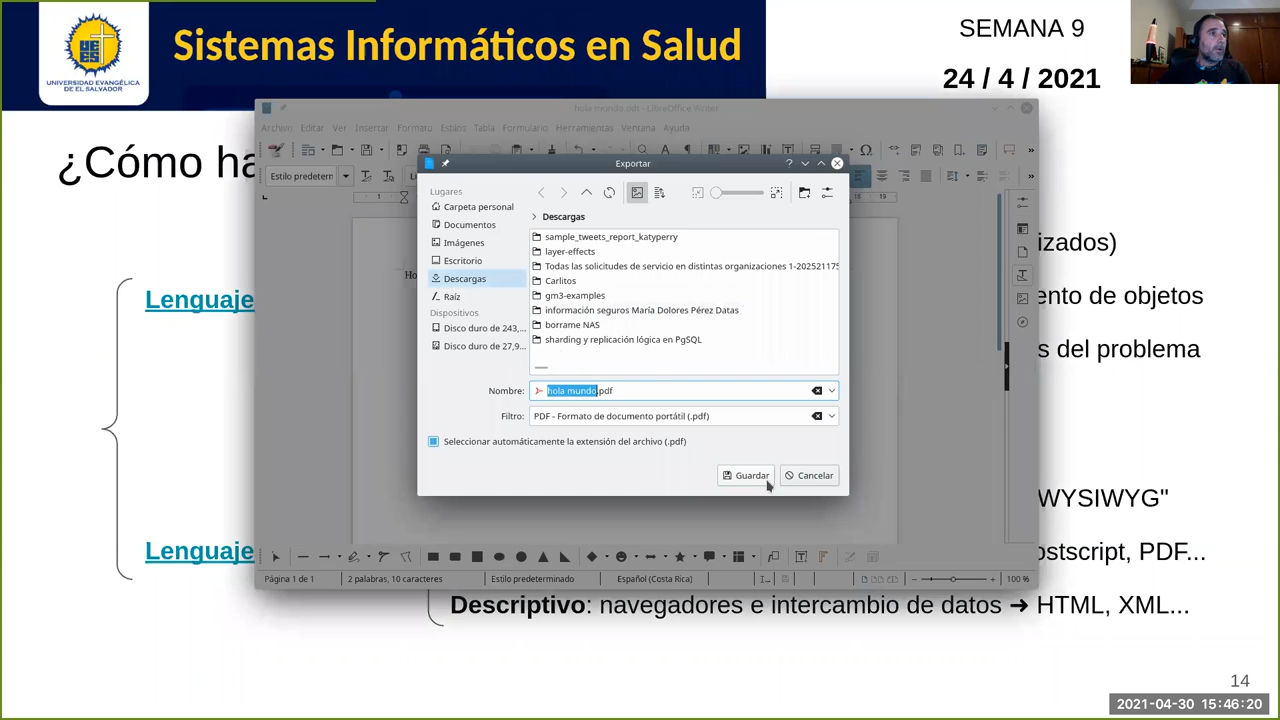 Sistemas Informáticos en Salud
UNIVERSIDAD EVANGÉLICA
DE EL SALVADOR
SEMANA 9
24 / 4 / 2021
¿Cómo ha
hola mundo.odt - LibreOffice Writer
Archivo Editar Ver Insertar Formato Estilos Tabla Formulario Herramientas Ventana Ayuda
Estilo predetern
Exportar
Lugares
Carpeta personal
Documentos
Imágenes
Escritorio
Descargas
Raíz
Dispositivos
Disco duro de 243,...
Disco duro de 27,9...
Descargas
sample_tweets_report_katyperry
layer-effects
Todas las solicitudes de servicio en distintas organizaciones 1-202521175
Carlitos
gm3-examples
información seguros María Dolores Pérez Datas
borrame NAS
sharding y replicación lógica en PgSQL
Nombre: hola mundo.pdf
Filtro: PDF - Formato de documento portátil (.pdf)
Seleccionar automáticamente la extensión del archivo (.pdf)
Guardar Cancelar
Ho
izados)
Lenguaje
ento de objetos
s del problema
WYSIWYG"
Lenguaje
ostscript, PDF...
Página 1 de 1 2 palabras, 10 caracteres Estilo predeterminado Español (Costa Rica) 100 %
Descriptivo: navegadores e intercambio de datos ➜ HTML, XML...
14
2021-04-30 15:46:20